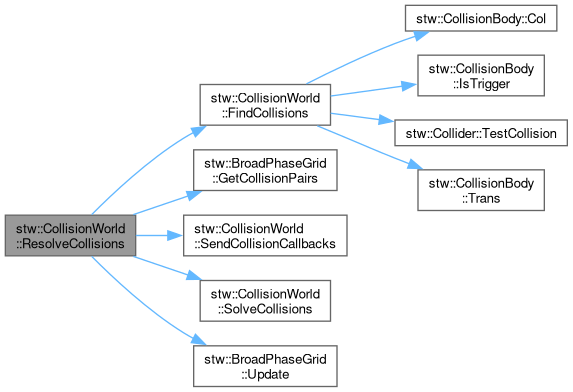 stw::CollisionWorld
::ResolveCollisions
stw::CollisionWorld
::FindCollisions
stw::CollisionBody::Col
stw::CollisionBody
::IsTrigger
stw::Collider::TestCollision
stw::CollisionBody
::Trans
stw::BroadPhaseGrid
::GetCollisionPairs
stw::CollisionWorld
::SendCollisionCallbacks
stw::CollisionWorld
::SolveCollisions
stw::BroadPhaseGrid
::Update